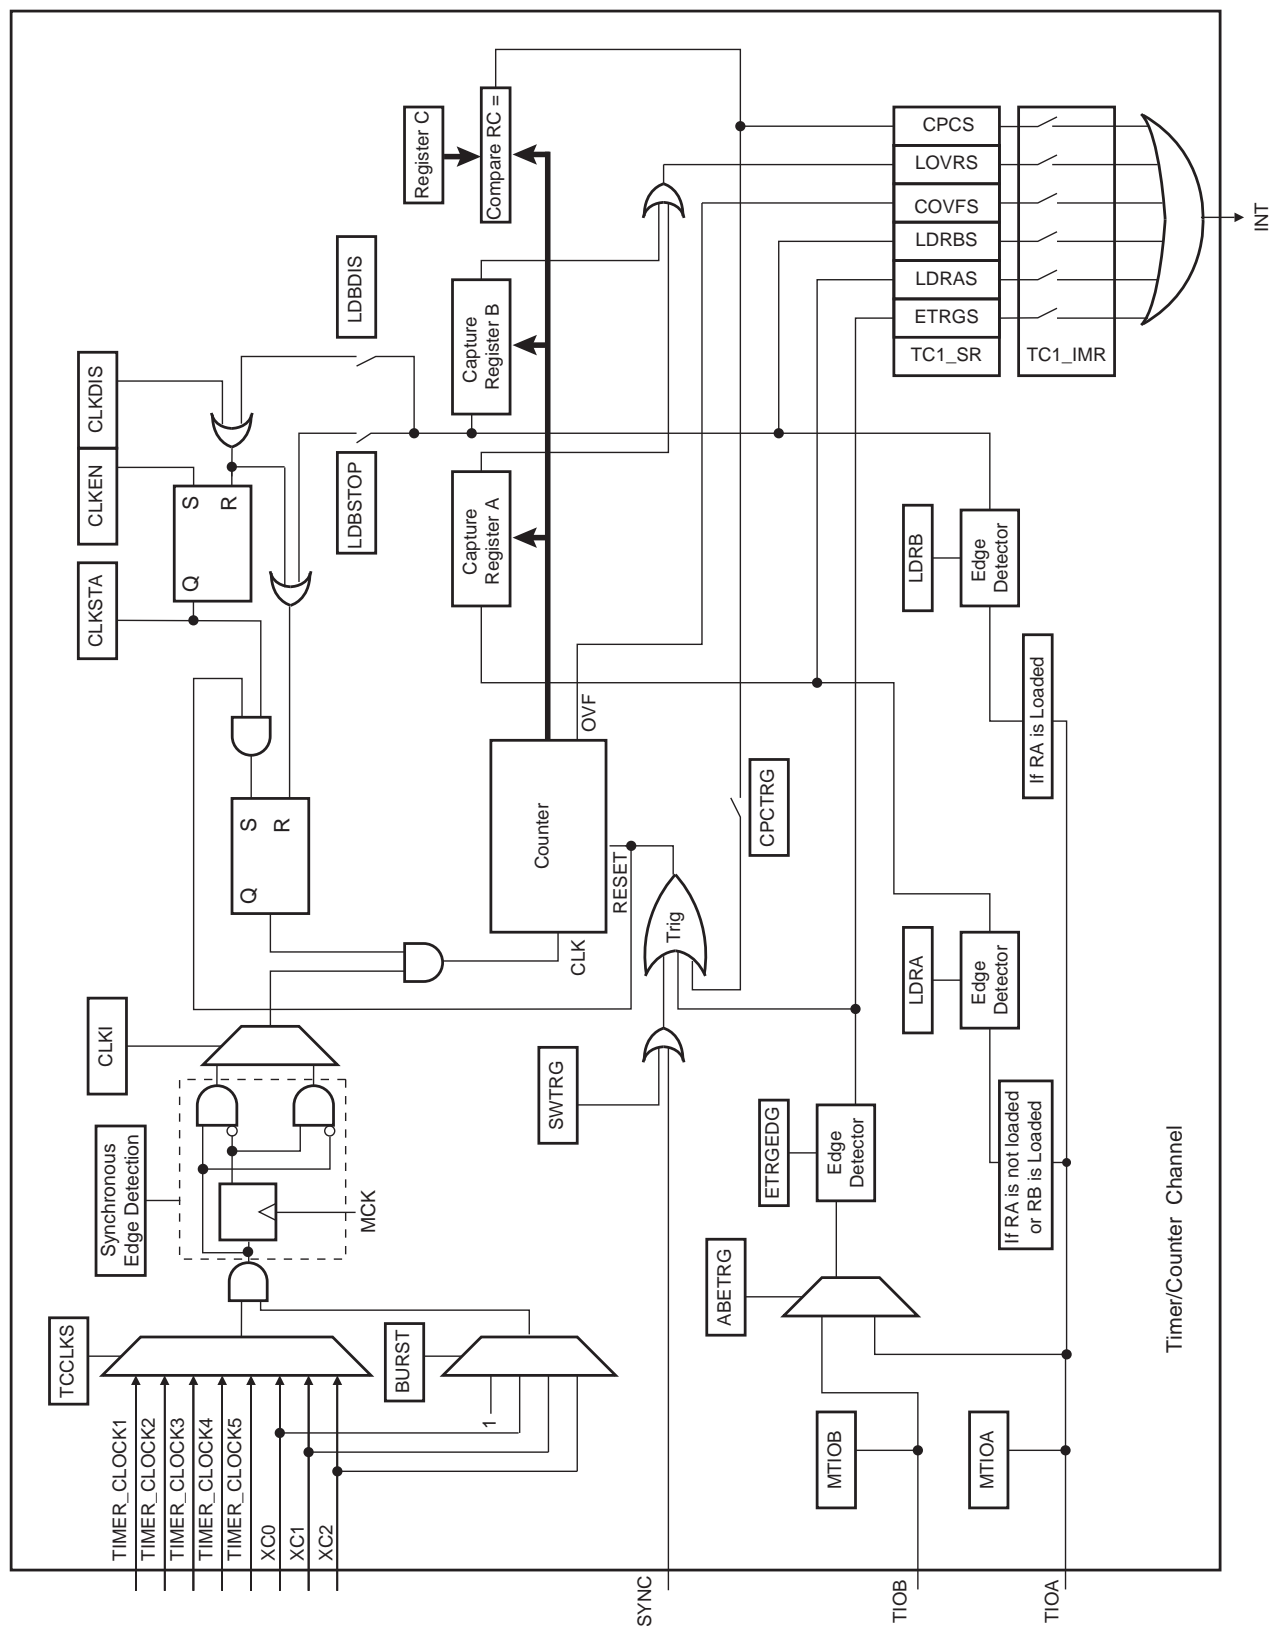 TCCLKS
TIMER_CLOCK1
TIMER_CLOCK2
TIMER_CLOCK3
TIMER_CLOCK4
TIMER_CLOCK5
XC0
XC1
XC2
BURST
1
Synchronous
Edge Detection
MCK
CLKI
CLKSTA
CLKEN
CLKDIS
Q
S
R
Q
S
R
LDBSTOP
LDBDIS
Register C
Capture
Register A
Capture
Register B
Compare RC =
Counter
CLK
OVF
RESET
SWTRG
Trig
CPCTRG
SYNC
ABETRG
ETRGEDG
Edge
Detector
MTIOB
TIOB
MTIOA
TIOA
LDRA
Edge
Detector
If RA is not loaded
or RB is Loaded
LDRB
Edge
Detector
If RA is Loaded
CPCS
LOVRS
COVFS
LDRBS
LDRAS
ETRGS
TC1_SR
TC1_IMR
INT
Timer/Counter Channel